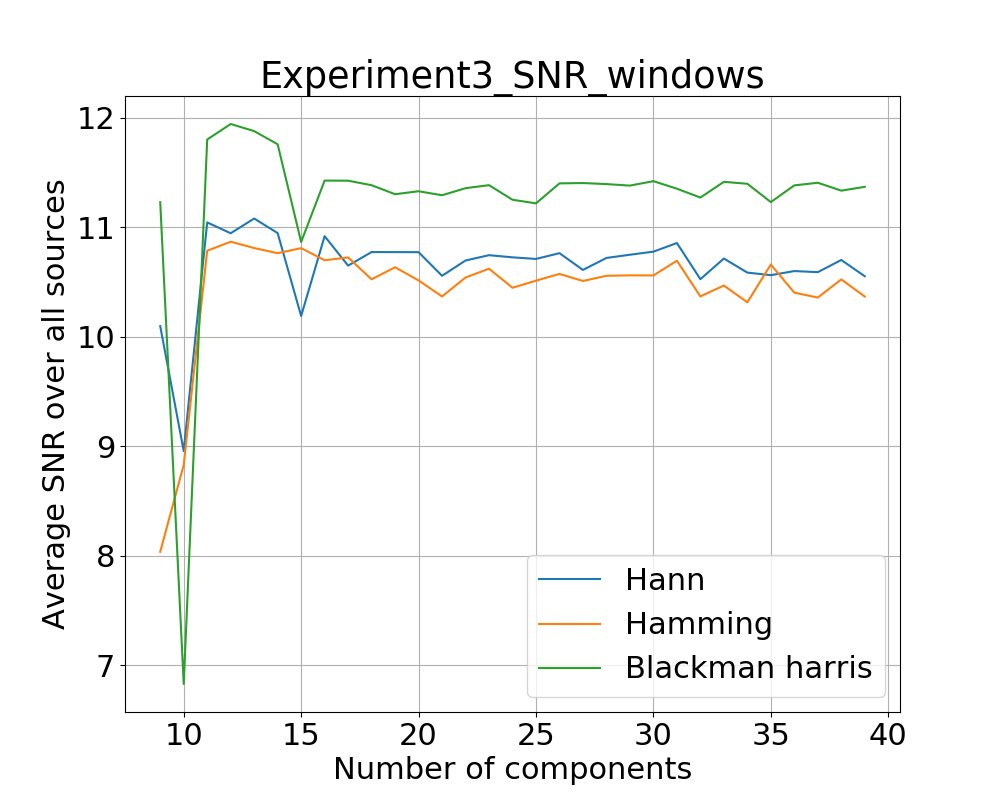 Experiment3_SNR_windows
12
11
10
9
8
7
Average SNR over all sources
Hann
Hamming
Blackman harris
10 15 20 25 30 35 40
Number of components